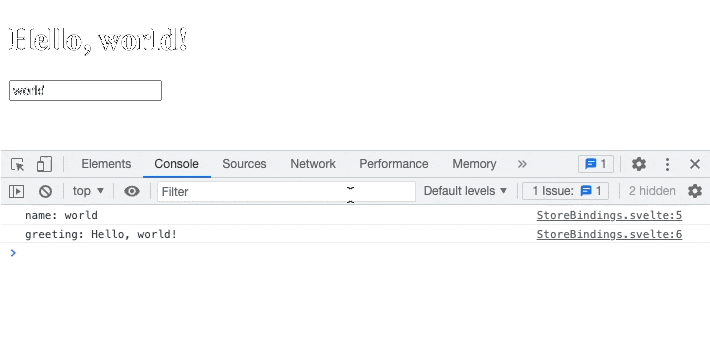 Hello, world!
world
Elements Console Sources Network Performance Memory » 1
top Filter Default levels 1 Issue: 1 2 hidden
name: world StoreBindings.svelte:5
greeting: Hello, world! StoreBindings.svelte:6